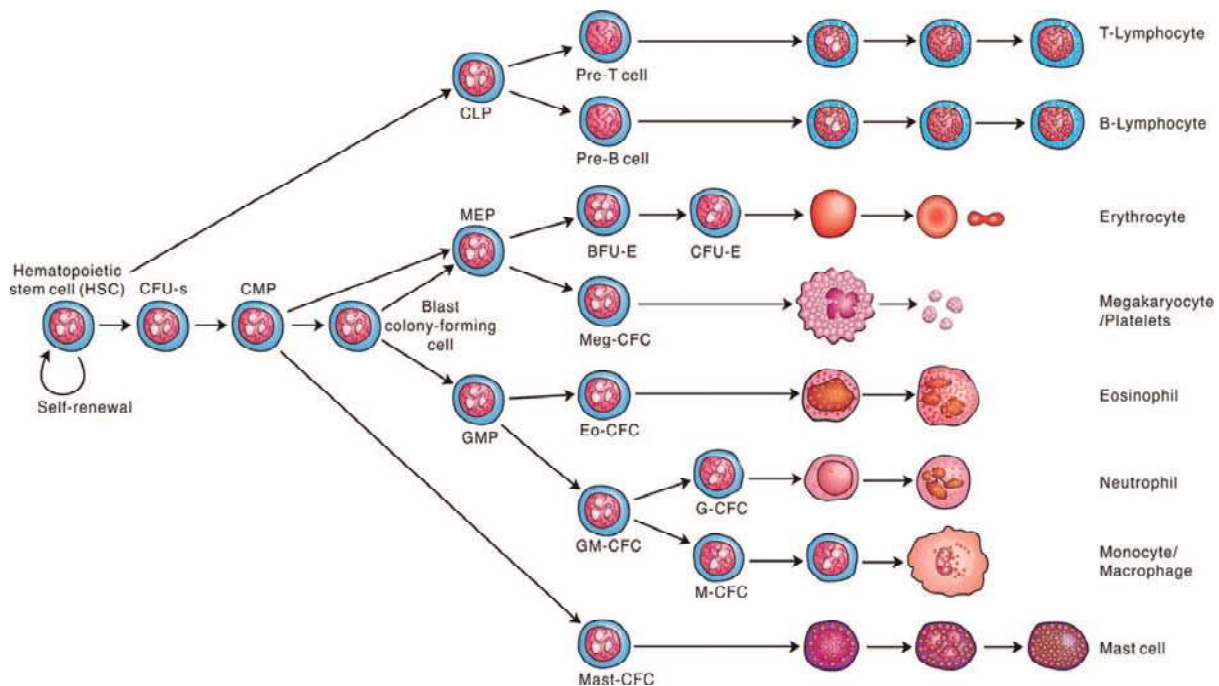 T-Lymphocyte
Pre-T cell
CLP
B-Lymphocyte
Pre-B cell
MEP
BFU-E
CFU-E
Erythrocyte
Hematopoietic
stem cell (HSC)
CFU-s
CMP
Blast
colony-forming
cell
Meg-CFC
Megakaryocyte
/Platelets
Self-renewal
GMP
Eo-CFC
Eosinophil
G-CFC
Neutrophil
GM-CFC
M-CFC
Monocyte/
Macrophage
Mast-CFC
Mast cell